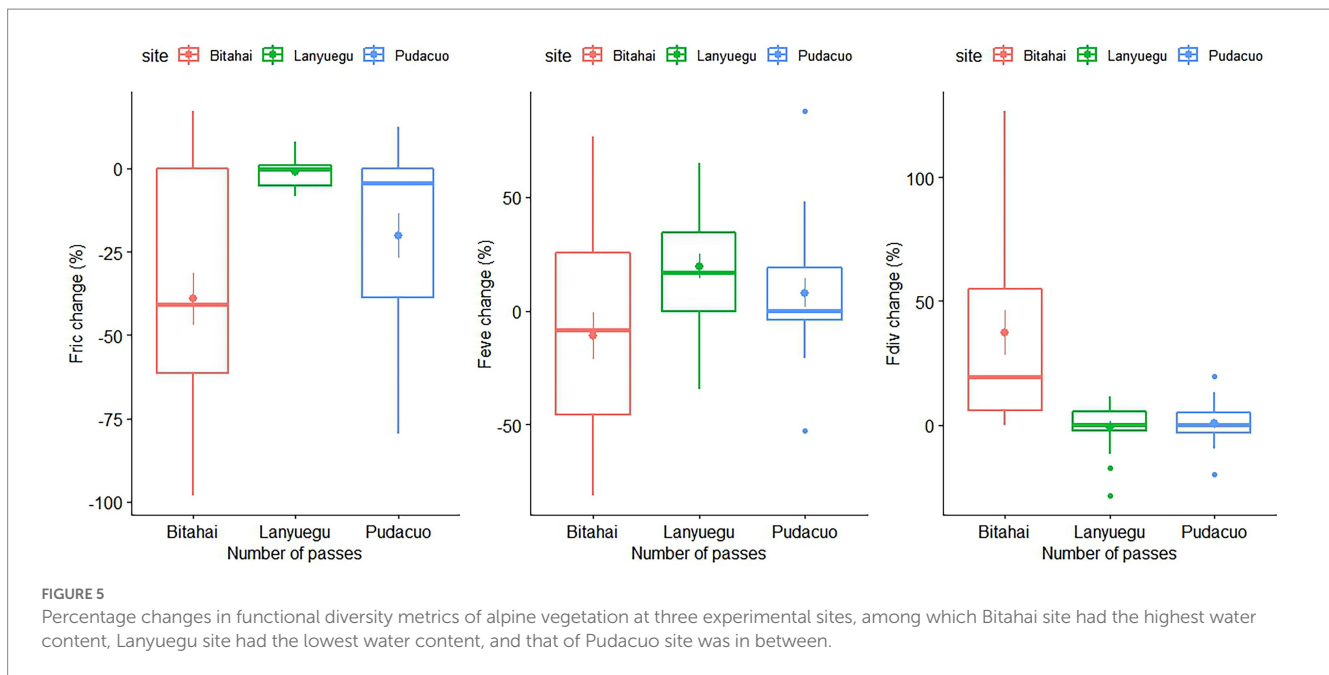 site Bitahai Lanyuegu Pudacuo
site Bitahai Lanyuegu Pudacuo
site Bitahai Lanyuegu Pudacuo
Fric change (%)
0
-25
-50
-75
-100
Bitahai Lanyuegu Pudacuo
Number of passes
Feve change (%)
50
0
-50
Bitahai Lanyuegu Pudacuo
Number of passes
Fdiv change (%)
100
50
0
Bitahai Lanyuegu Pudacuo
Number of passes
FIGURE 5
Percentage changes in functional diversity metrics of alpine vegetation at three experimental sites, among which Bitahai site had the highest water
content, Lanyuegu site had the lowest water content, and that of Pudacuo site was in between.